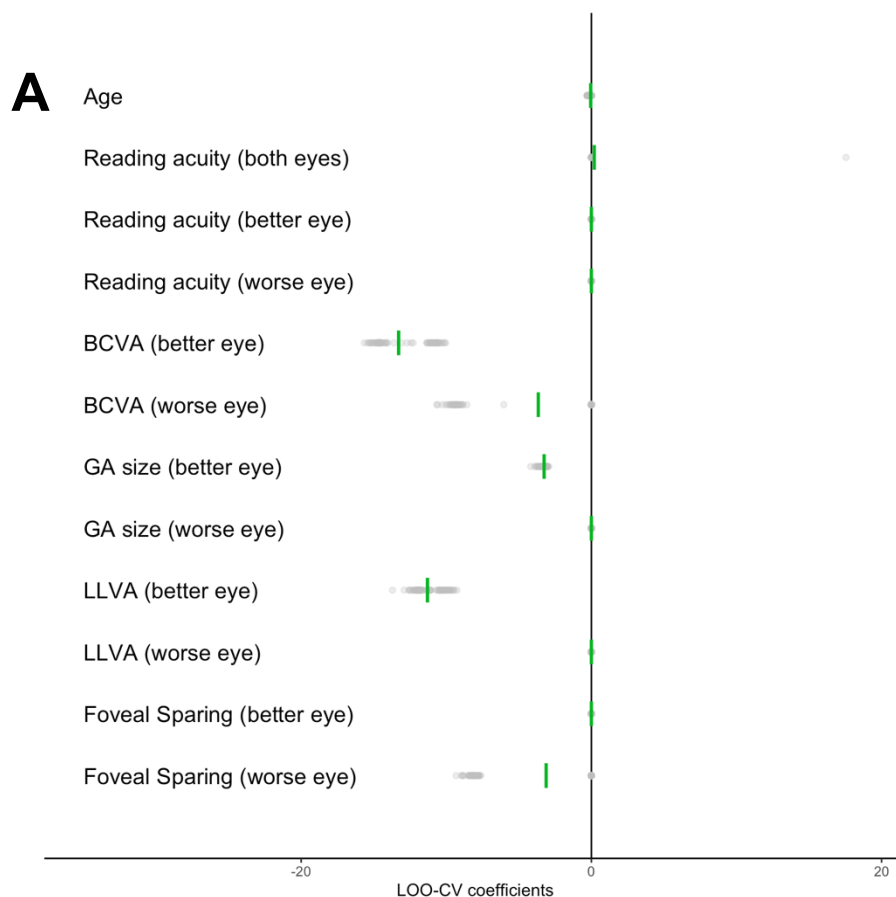 A
Age
Reading acuity (both eyes)
Reading acuity (better eye)
Reading acuity (worse eye)
BCVA (better eye)
BCVA (worse eye)
GA size (better eye)
GA size (worse eye)
LLVA (better eye)
LLVA (worse eye)
Foveal Sparing (better eye)
Foveal Sparing (worse eye)
-20 0 20
LOO-CV coefficients